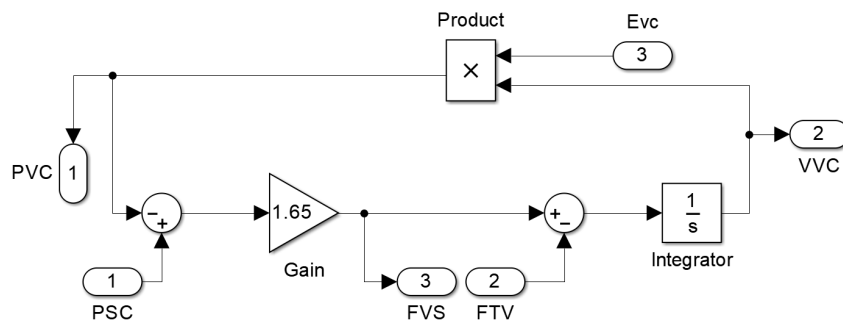 Product
Evc
3
×
2
VVC
PVC
1
−
+
1.65
Gain
+
−
1
s
Integrator
1
PSC
3
FVS
2
FTV